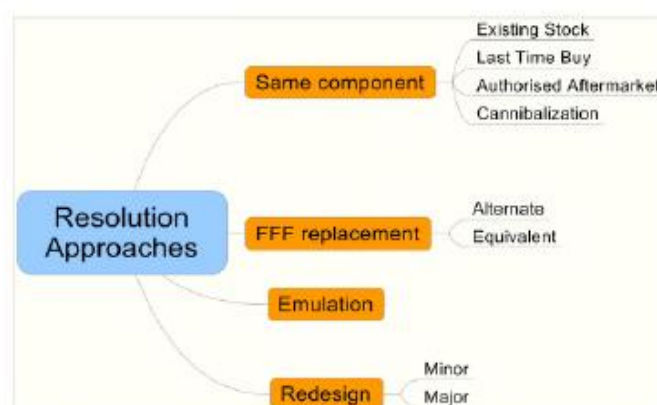 Existing Stock
Last Time Buy
Same component
Authorised Aftermarket
Cannibalization
Resolution
Approaches
FFF replacement
Alternate
Equivalent
Emulation
Redesign
Minor
Major